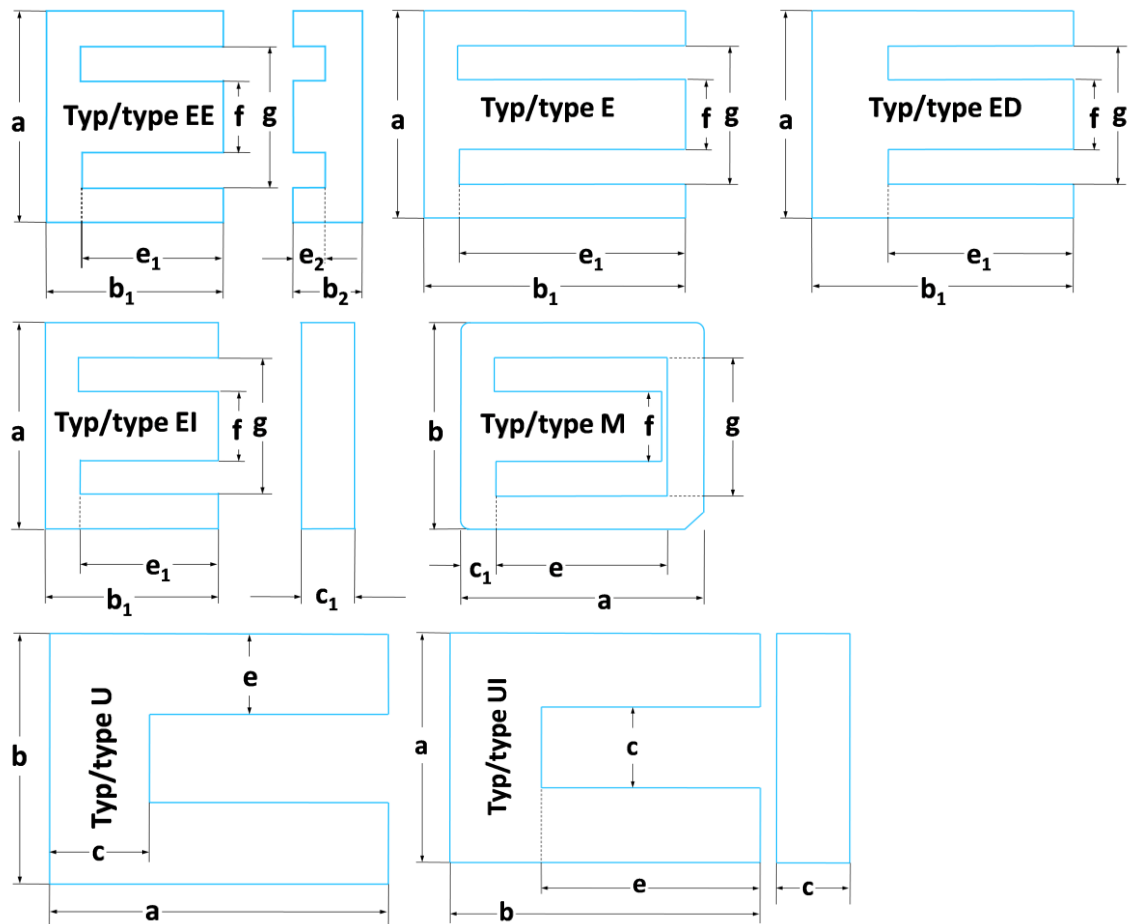 a
Typ/type EE
f
g
e₁
b₁
e₂
b₂
a
Typ/type E
f
g
e₁
b₁
a
Typ/type ED
f
g
e₁
b₁
a
Typ/type EI
f
g
e₁
b₁
c₁
b
Typ/type M
f
g
c₁
e
a
b
Typ/type U
e
c
a
a
Typ/type UI
c
e
b
c